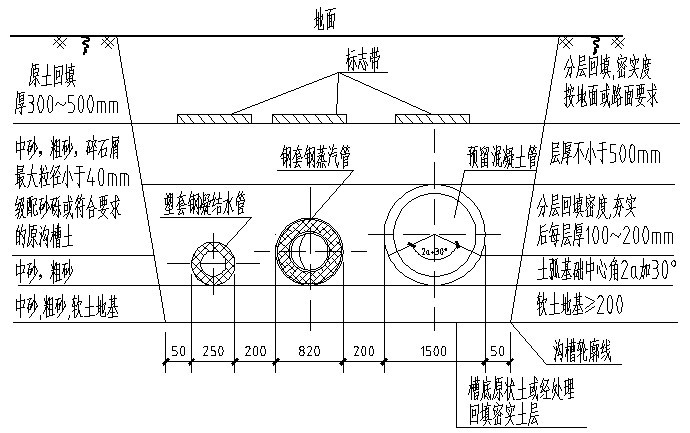 地面
标志带
原土回填
厚300~500mm
分层回填,密实度
按地面或路面要求
中砂，粗砂，碎石屑
最大粒径小于40mm
级配砂砾或符合要求
的原沟槽土
钢套钢蒸汽管
预留混凝土管
层厚不小于500mm
塑套钢凝结水管
分层回填密度,夯实
后每层厚100~200mm
2a+30°
中砂，粗砂
土弧基础中心角2a加30°
中砂,粗砂,软土地基
软土地基≥200
50 250 200 820 200 1500 50
沟槽轮廓线
槽底原状土或经处理
回填密实土层